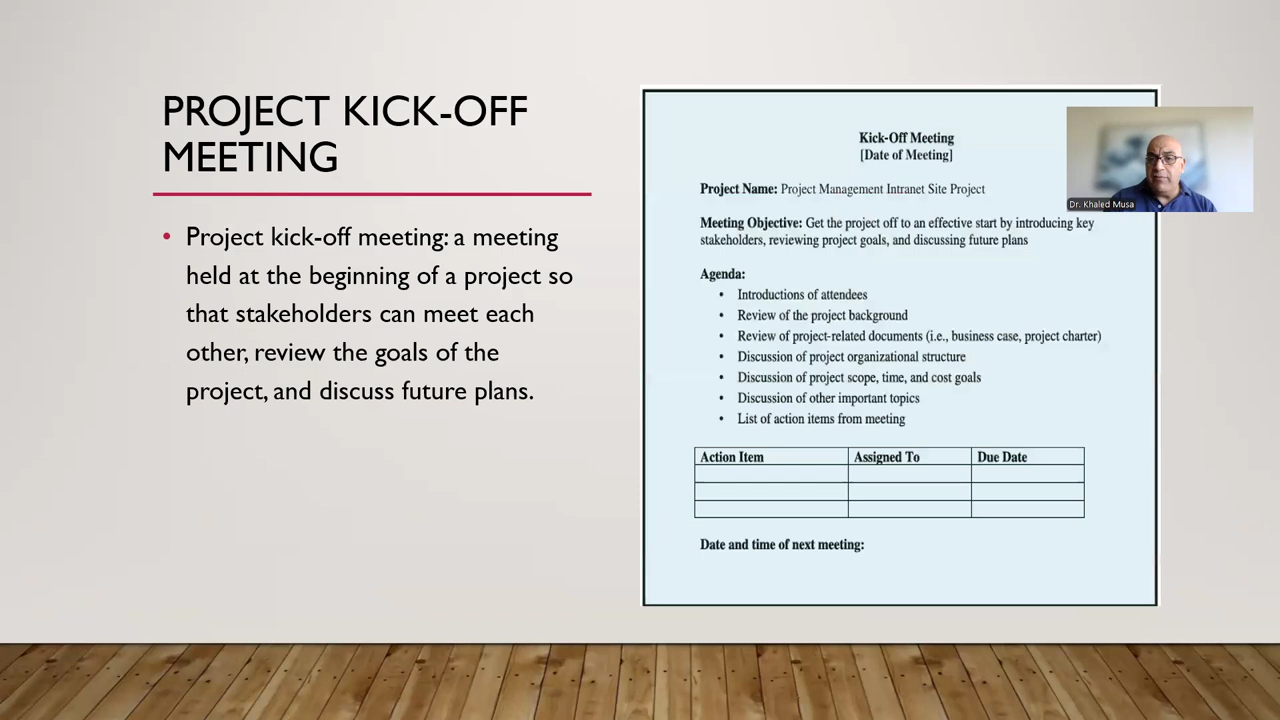 PROJECT KICK-OFF
MEETING
• Project kick-off meeting: a meeting
held at the beginning of a project so
that stakeholders can meet each
other, review the goals of the
project, and discuss future plans.
Kick-Off Meeting
[Date of Meeting]
Project Name: Project Management Intranet Site Project
Meeting Objective: Get the project off to an effective start by introducing key
stakeholders, reviewing project goals, and discussing future plans
Agenda:
• Introductions of attendees
• Review of the project background
• Review of project-related documents (i.e., business case, project charter)
• Discussion of project organizational structure
• Discussion of project scope, time, and cost goals
• Discussion of other important topics
• List of action items from meeting
Action Item Assigned To Due Date
Date and time of next meeting:
Dr. Khaled Musa